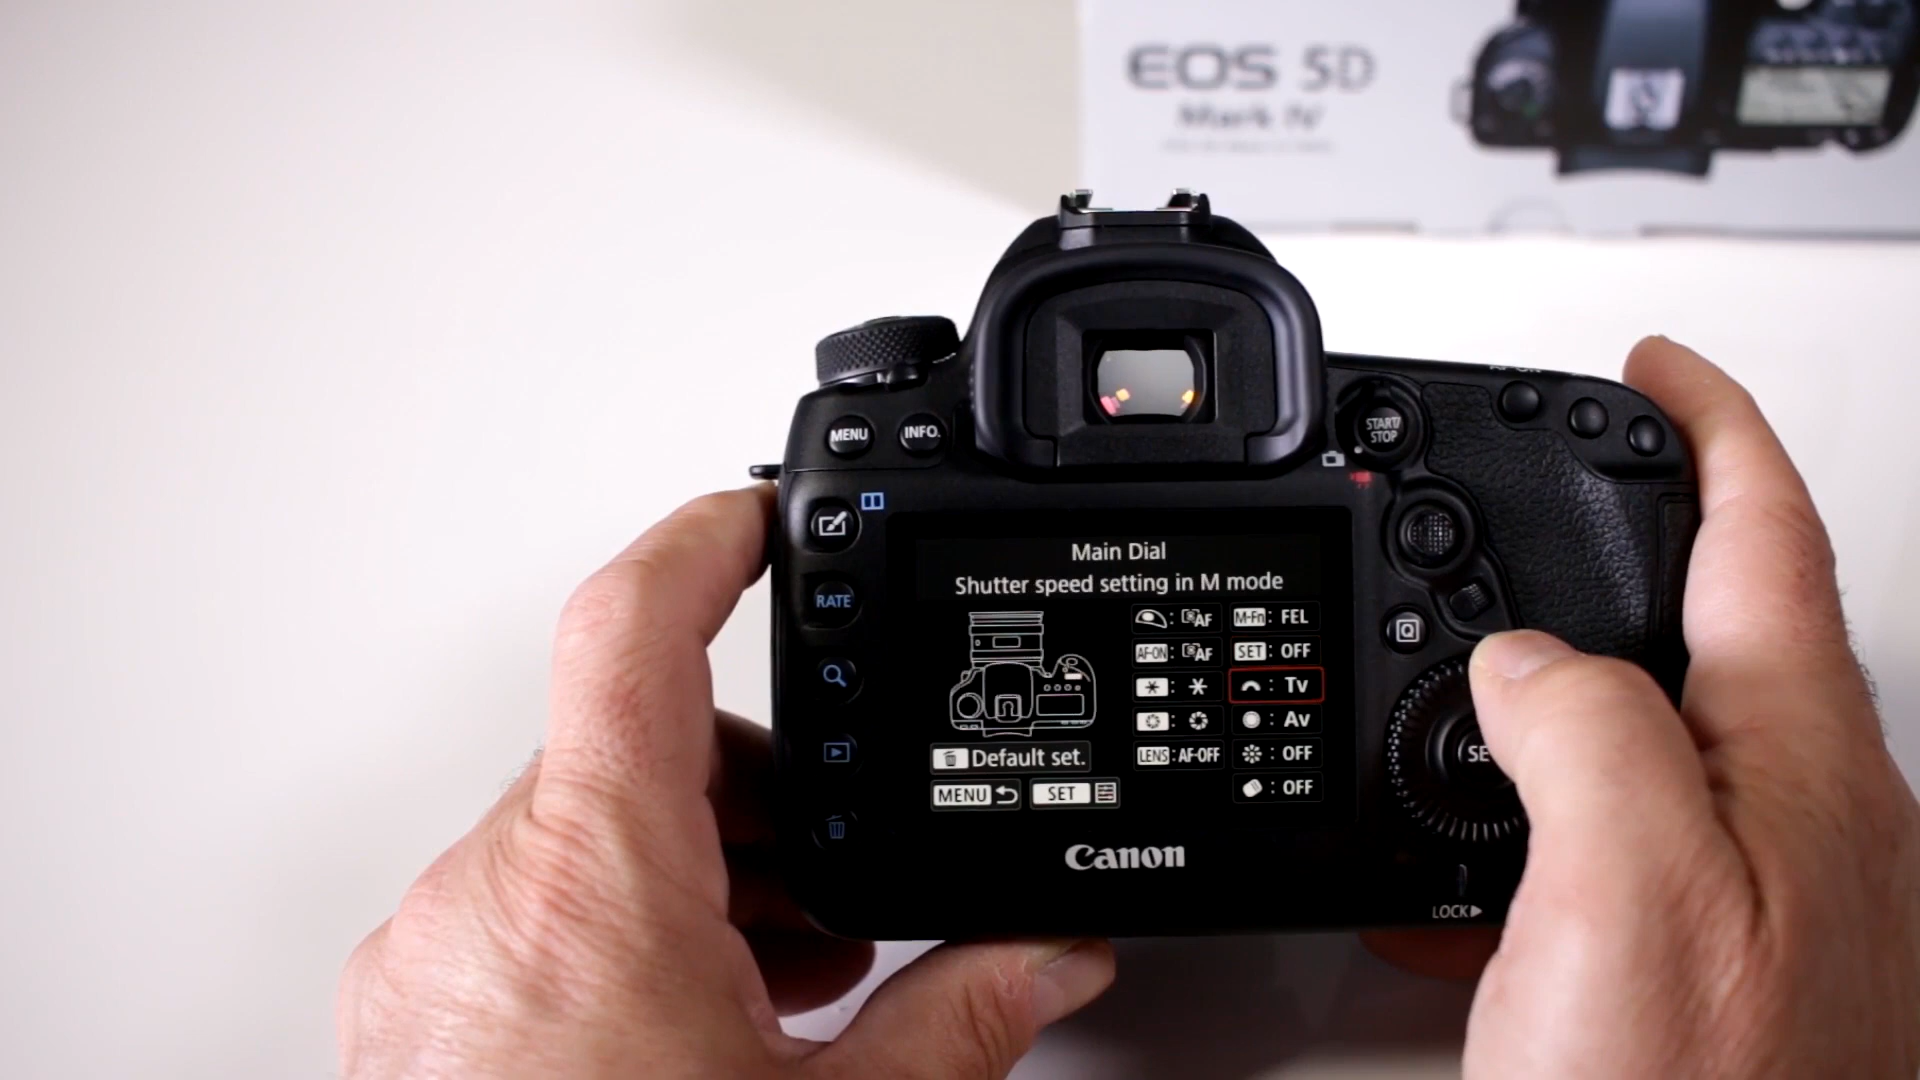 EOS 5D
Mark IV
MENU
INFO.
START/
STOP
RATE
Q
Main Dial
Shutter speed setting in M mode
: AF
M-Fn: FEL
AF-ON: AF
SET: OFF
: Tv
: Av
LENS: AF-OFF
: OFF
: OFF
Default set.
MENU
SET
SE
Canon
LOCK